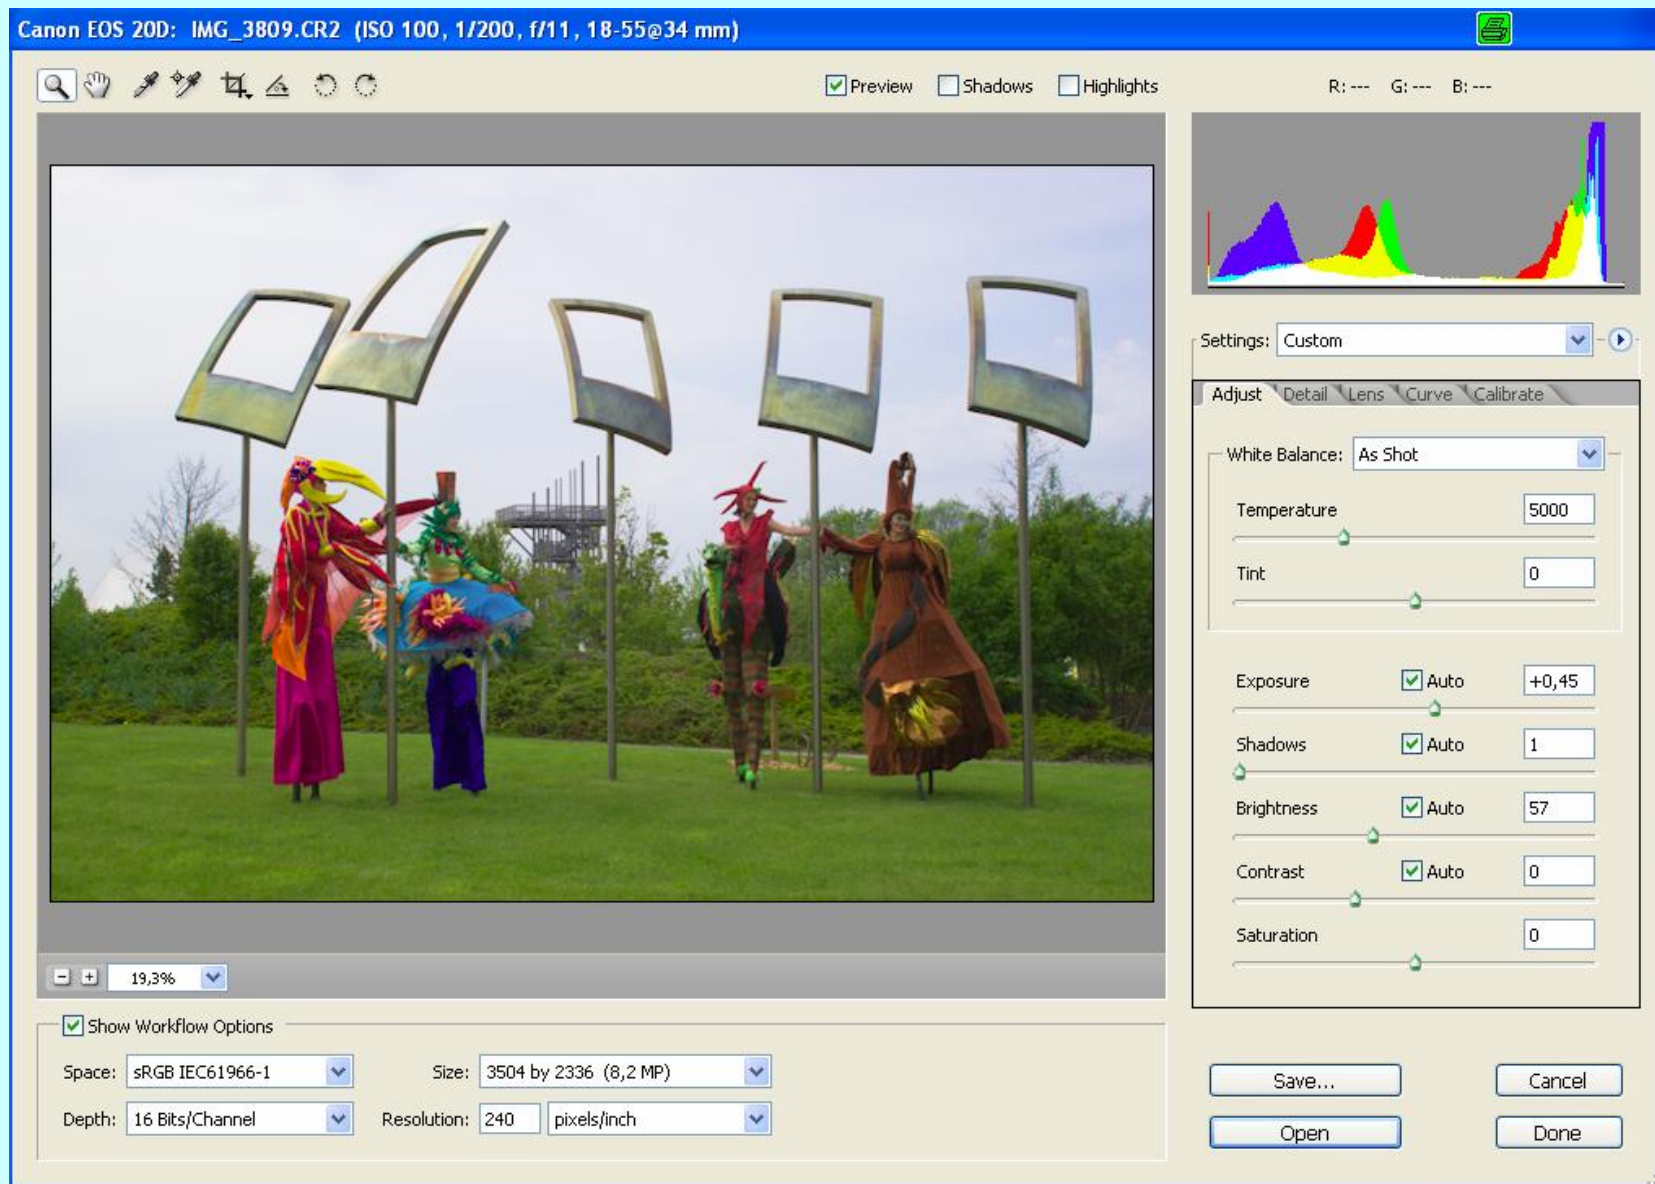 Canon EOS 20D: IMG_3809.CR2 (ISO 100, 1/200, f/11, 18-55@34 mm)
Preview Shadows Highlights R: --- G: --- B: ---
Settings: Custom
Adjust Detail Lens Curve Calibrate
White Balance: As Shot
Temperature 5000
Tint 0
Exposure Auto +0,45
Shadows Auto 1
Brightness Auto 57
Contrast Auto 0
Saturation 0
19,3%
Show Workflow Options
Space: sRGB IEC61966-1 Size: 3504 by 2336 (8,2 MP)
Depth: 16 Bits/Channel Resolution: 240 pixels/inch
Save... Cancel
Open Done